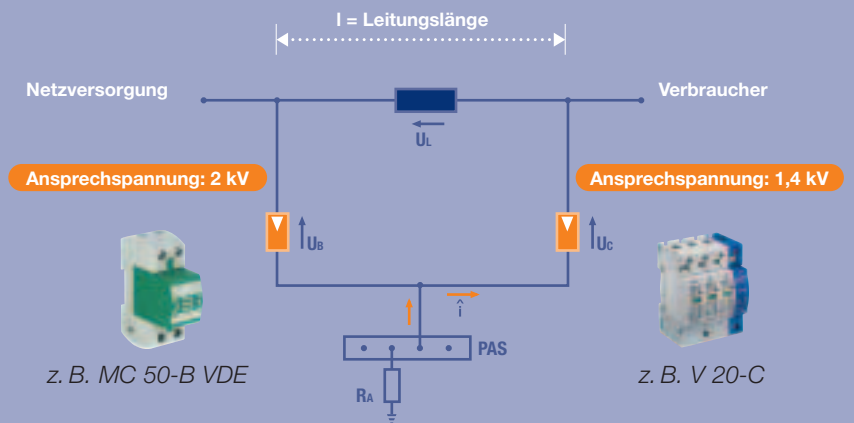 l = Leitungslänge
Netzversorgung
Verbraucher
UL
Ansprechspannung: 2 kV
Ansprechspannung: 1,4 kV
UB
UC
î
PAS
z. B. MC 50-B VDE
z. B. V 20-C
RA